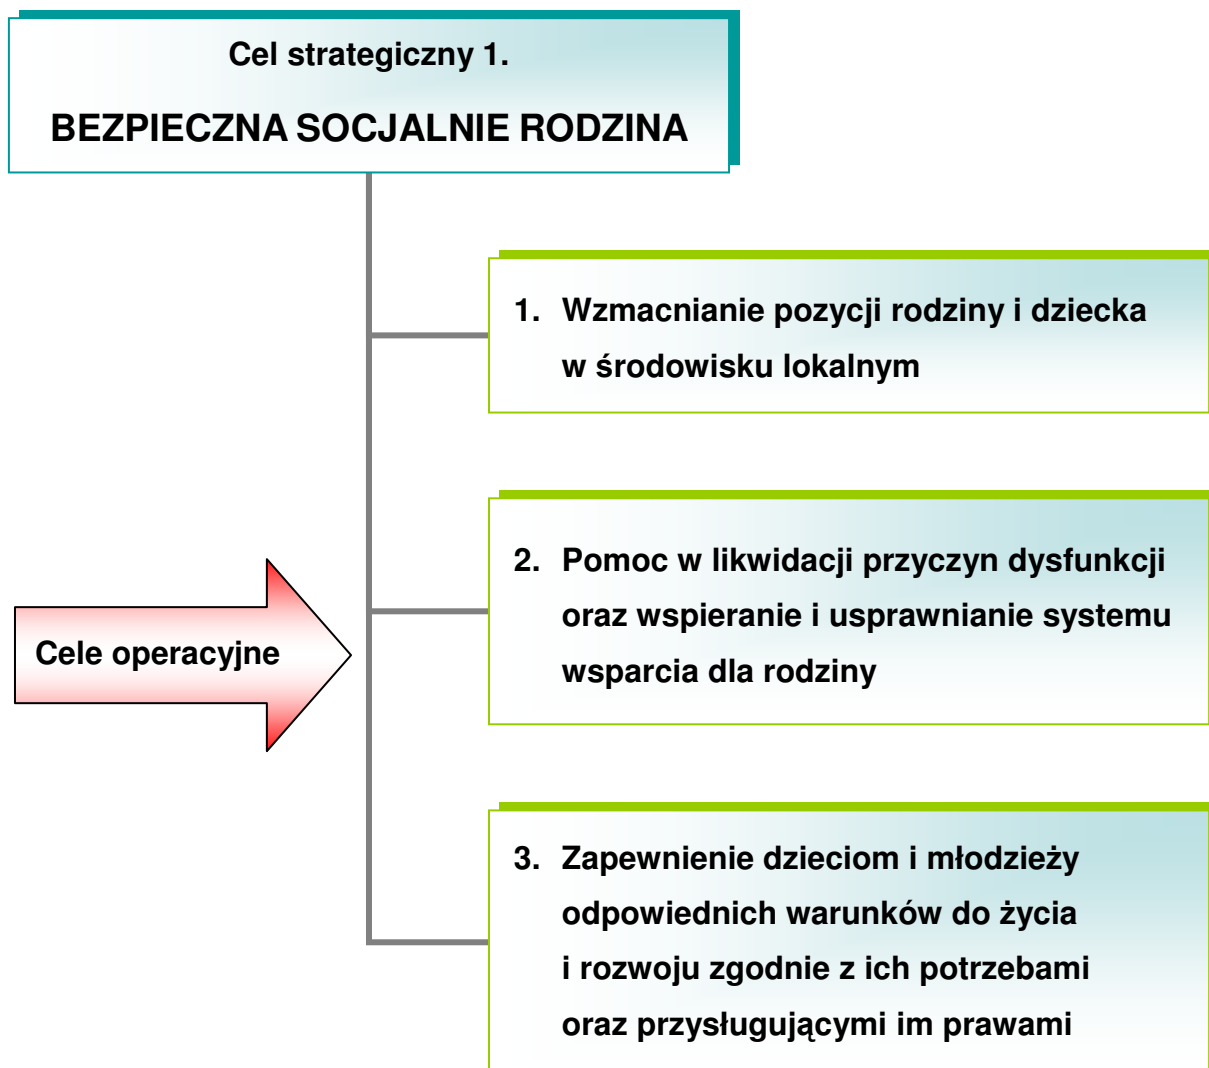 Cel strategiczny 1.
BEZPIECZNA SOCJALNIE RODZINA
1. Wzmacnianie pozycji rodziny i dziecka
w środowisku lokalnym
2. Pomoc w likwidacji przyczyn dysfunkcji
oraz wspieranie i usprawnianie systemu
wsparcia dla rodziny
Cele operacyjne
3. Zapewnienie dzieciom i młodzieży
odpowiednich warunków do życia
i rozwoju zgodnie z ich potrzebami
oraz przysługującymi im prawami